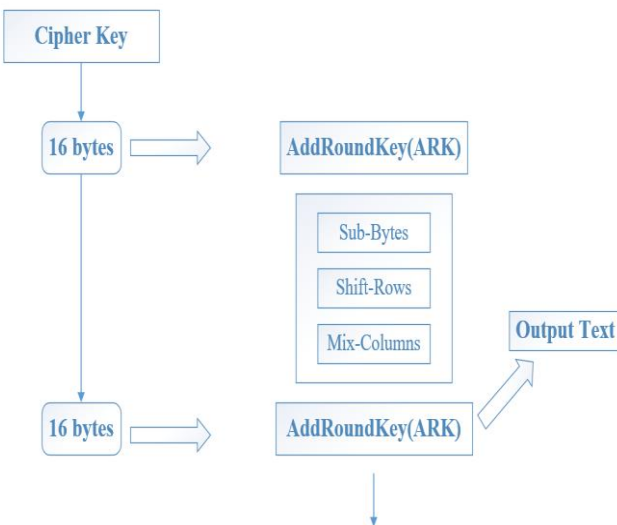 Cipher Key
16 bytes
AddRoundKey(ARK)
Sub-Bytes
Shift-Rows
Mix-Columns
Output Text
16 bytes
AddRoundKey(ARK)